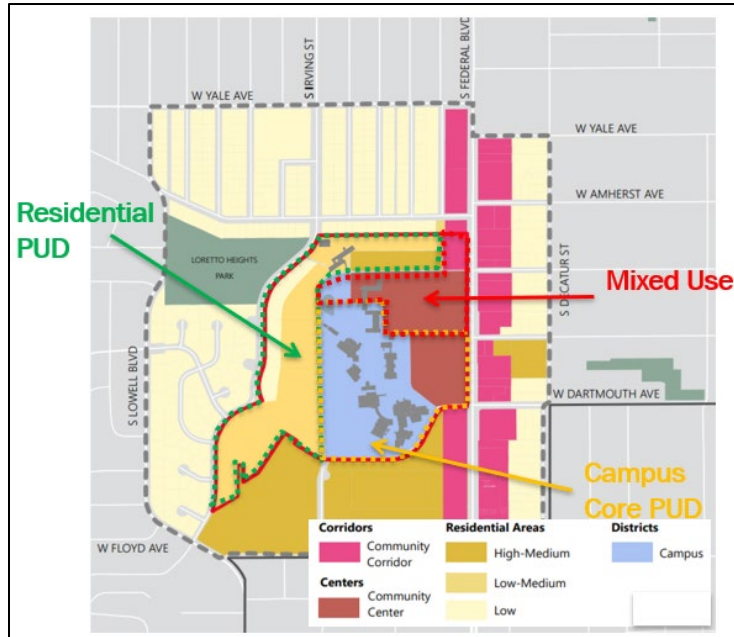 S IRVING ST
S FEDERAL BLVD
W YALE AVE
W YALE AVE
W AMHERST AVE
Residential
PUD
LORETTO HEIGHTS
PARK
Mixed Use
S DECATUR ST
S LOWELL BLVD
W DARTMOUTH AVE
Campus
Core PUD
W FLOYD AVE
Corridors
Community
Corridor
Centers
Community
Center
Residential Areas
High-Medium
Low-Medium
Low
Districts
Campus